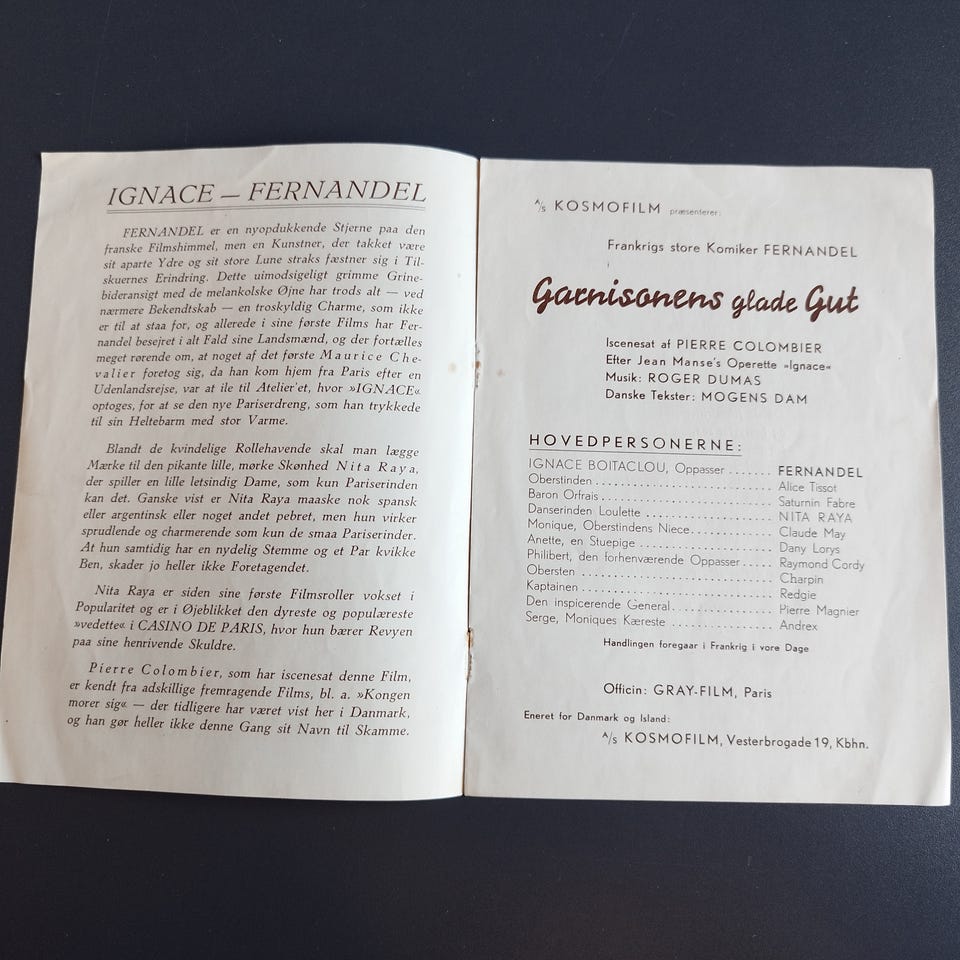 IGNACE — FERNANDEL
FERNANDEL er en nyopdukkende Stjerne paa den
franske Filmshimmel, men en Kunstner, der takket være
sit aparte Ydre og sit store Lune straks fæstner sig i Til-
skuernes Erindring. Dette uimodsigeligt grimme Grine-
bideransigt med de melankolske Øjne har trods alt — ved
nærmere Bekendtskab — en troskyldig Charme, som ikke
er til at staa for, og allerede i sine første Films har Fer-
nandel besejret i alt Fald sine Landsmænd, og der fortælles
meget rørende om, at noget af det første Maurice Che-
valier foretog sig, da han kom hjem fra Paris efter en
Udenlandsrejse, var at ile til Atelier'et, hvor »IGNACE«
optoges, for at se den nye Pariserdreng, som han trykkede
til sin Heltebarm med stor Varme.
Blandt de kvindelige Rollehavende skal man lægge
Mærke til den pikante lille, mørke Skønhed Nita Raya,
der spiller en lille letsindig Dame, som kun Pariserinden
kan det. Ganske vist er Nita Raya maaske nok spansk
eller argentinsk eller noget andet pebret, men hun virker
sprudlende og charmerende som kun de smaa Pariserinder.
At hun samtidig har en nydelig Stemme og et Par kvikke
Ben, skader jo heller ikke Foretagendet.
Nita Raya er siden sine første Filmsroller vokset i
Popularitet og er i Øjeblikket den dyreste og populæreste
»vedette« i CASINO DE PARIS, hvor hun bærer Revyen
paa sine henrivende Skuldre.
Pierre Colombier, som har iscenesat denne Film,
er kendt fra adskillige fremragende Films, bl. a. »Kongen
morer sig« — der tidligere har været vist her i Danmark,
og han gør heller ikke denne Gang sit Navn til Skamme.
A/s KOSMOFILM præsenterer:
Frankrigs store Komiker FERNANDEL
Garnisonens glade Gut
Iscenesat af PIERRE COLOMBIER
Efter Jean Manse's Operette »Ignace«
Musik: ROGER DUMAS
Danske Tekster: MOGENS DAM
HOVEDPERSONERNE:
IGNACE BOITACLOU, Oppasser ....... FERNANDEL
Oberstinden ........................ Alice Tissot
Baron Orfrais ........................ Saturnin Fabre
Danserinden Loulette ................. NITA RAYA
Monique, Oberstindens Niece........... Claude May
Anette, en Stuepige .................. Dany Lorys
Philibert, den forhenværende Oppasser..... Raymond Cordy
Obersten ........................... Charpin
Kaptainen .......................... Redgie
Den inspicerende General............... Pierre Magnier
Serge, Moniques Kæreste ............... Andrex
Handlingen foregaar i Frankrig i vore Dage
Officin: GRAY-FILM, Paris
Eneret for Danmark og Island:
A/s KOSMOFILM, Vesterbrogade 19, Kbhn.